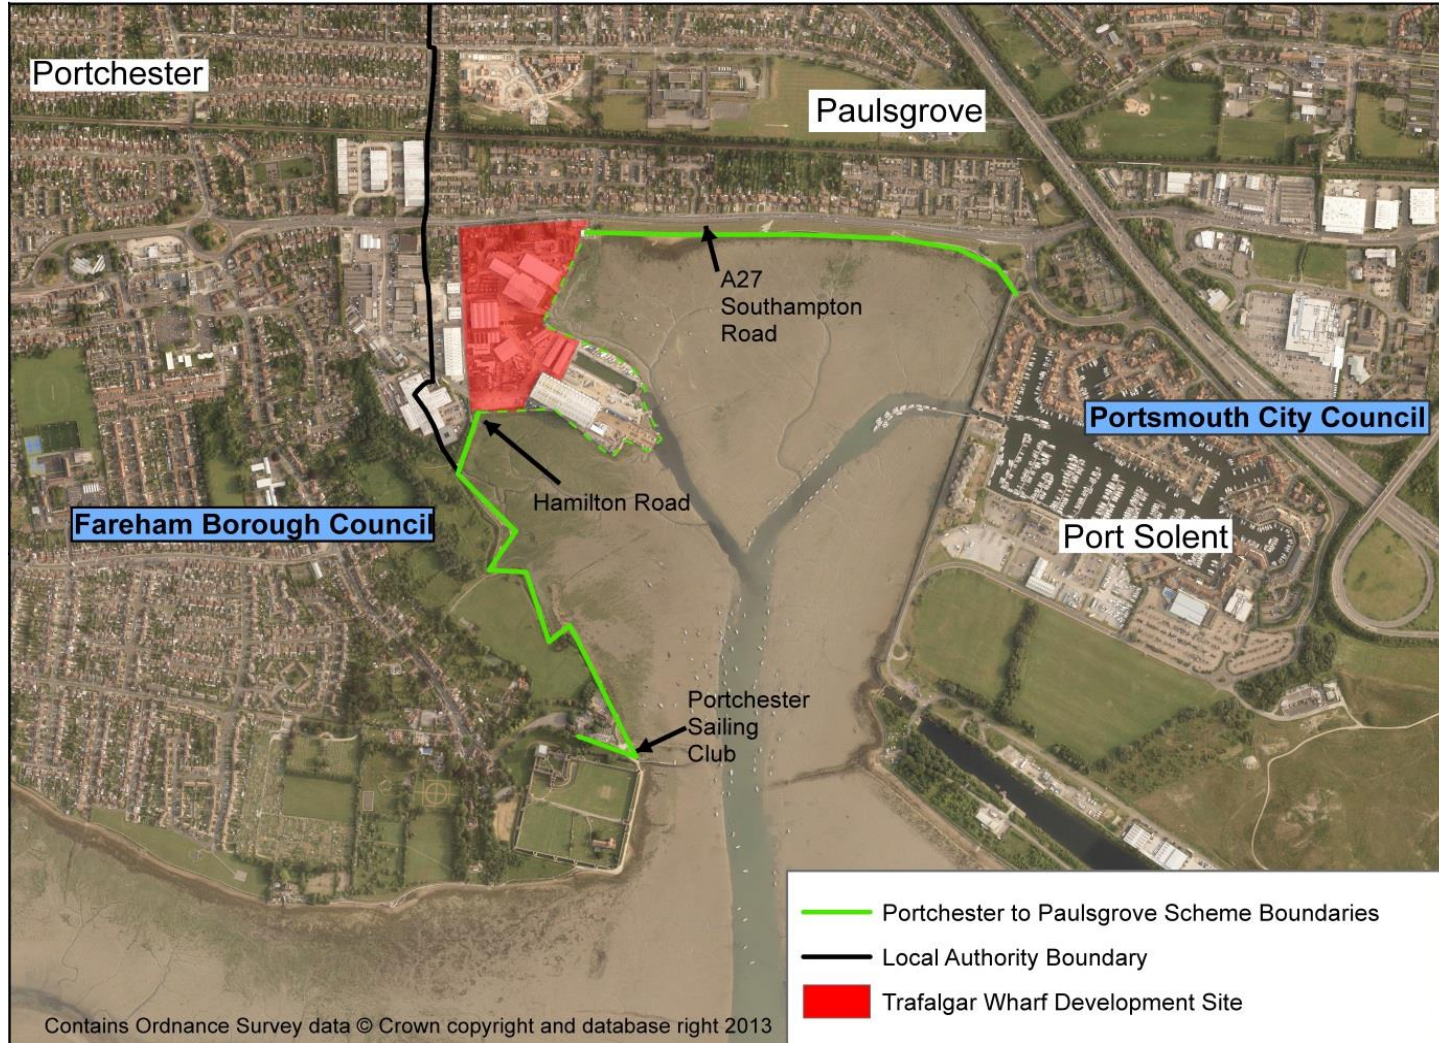 Portchester
Paulsgrove
A27
Southampton
Road
Portsmouth City Council
Hamilton Road
Fareham Borough Council
Port Solent
Portchester
Sailing
Club
Portchester to Paulsgrove Scheme Boundaries
Local Authority Boundary
Trafalgar Wharf Development Site
Contains Ordnance Survey data © Crown copyright and database right 2013